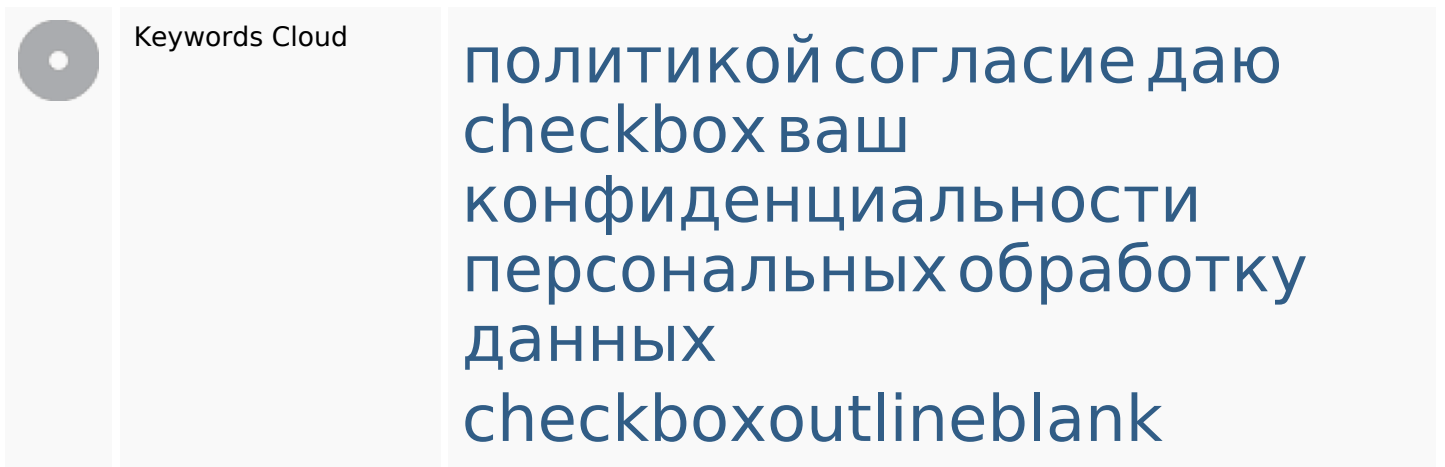 Keywords Cloud
политикой согласие даю
checkbox ваш
конфиденциальности
персональных обработку
данных
checkboxoutlineblank